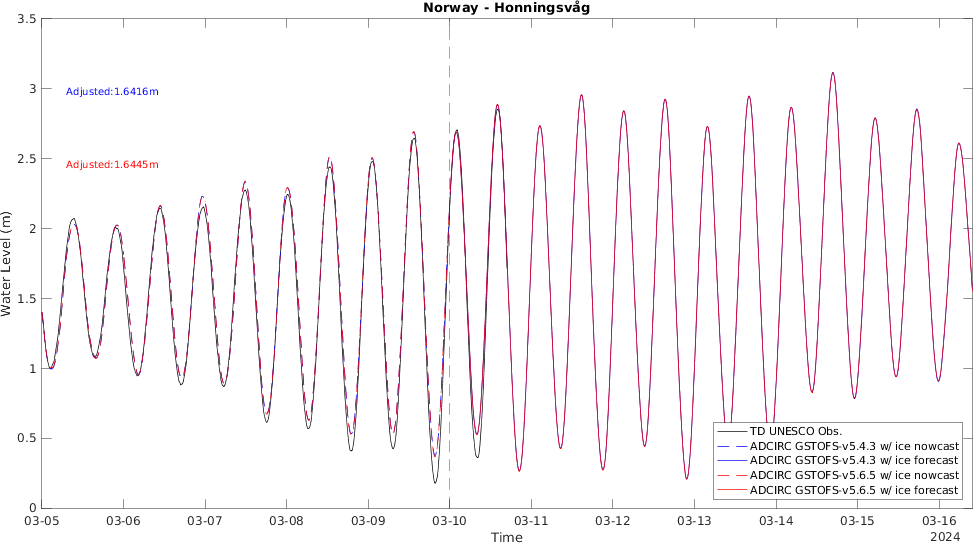 Norway - Honningsvåg
3.5
3
2.5
2
1.5
1
0.5
0
Water Level (m)
Adjusted:1.6416m
Adjusted:1.6445m
TD UNESCO Obs.
ADCIRC GSTOFS-v5.4.3 w/ ice nowcast
ADCIRC GSTOFS-v5.4.3 w/ ice forecast
ADCIRC GSTOFS-v5.6.5 w/ ice nowcast
ADCIRC GSTOFS-v5.6.5 w/ ice forecast
03-05 03-06 03-07 03-08 03-09 03-10 03-11 03-12 03-13 03-14 03-15 03-16
Time
2024